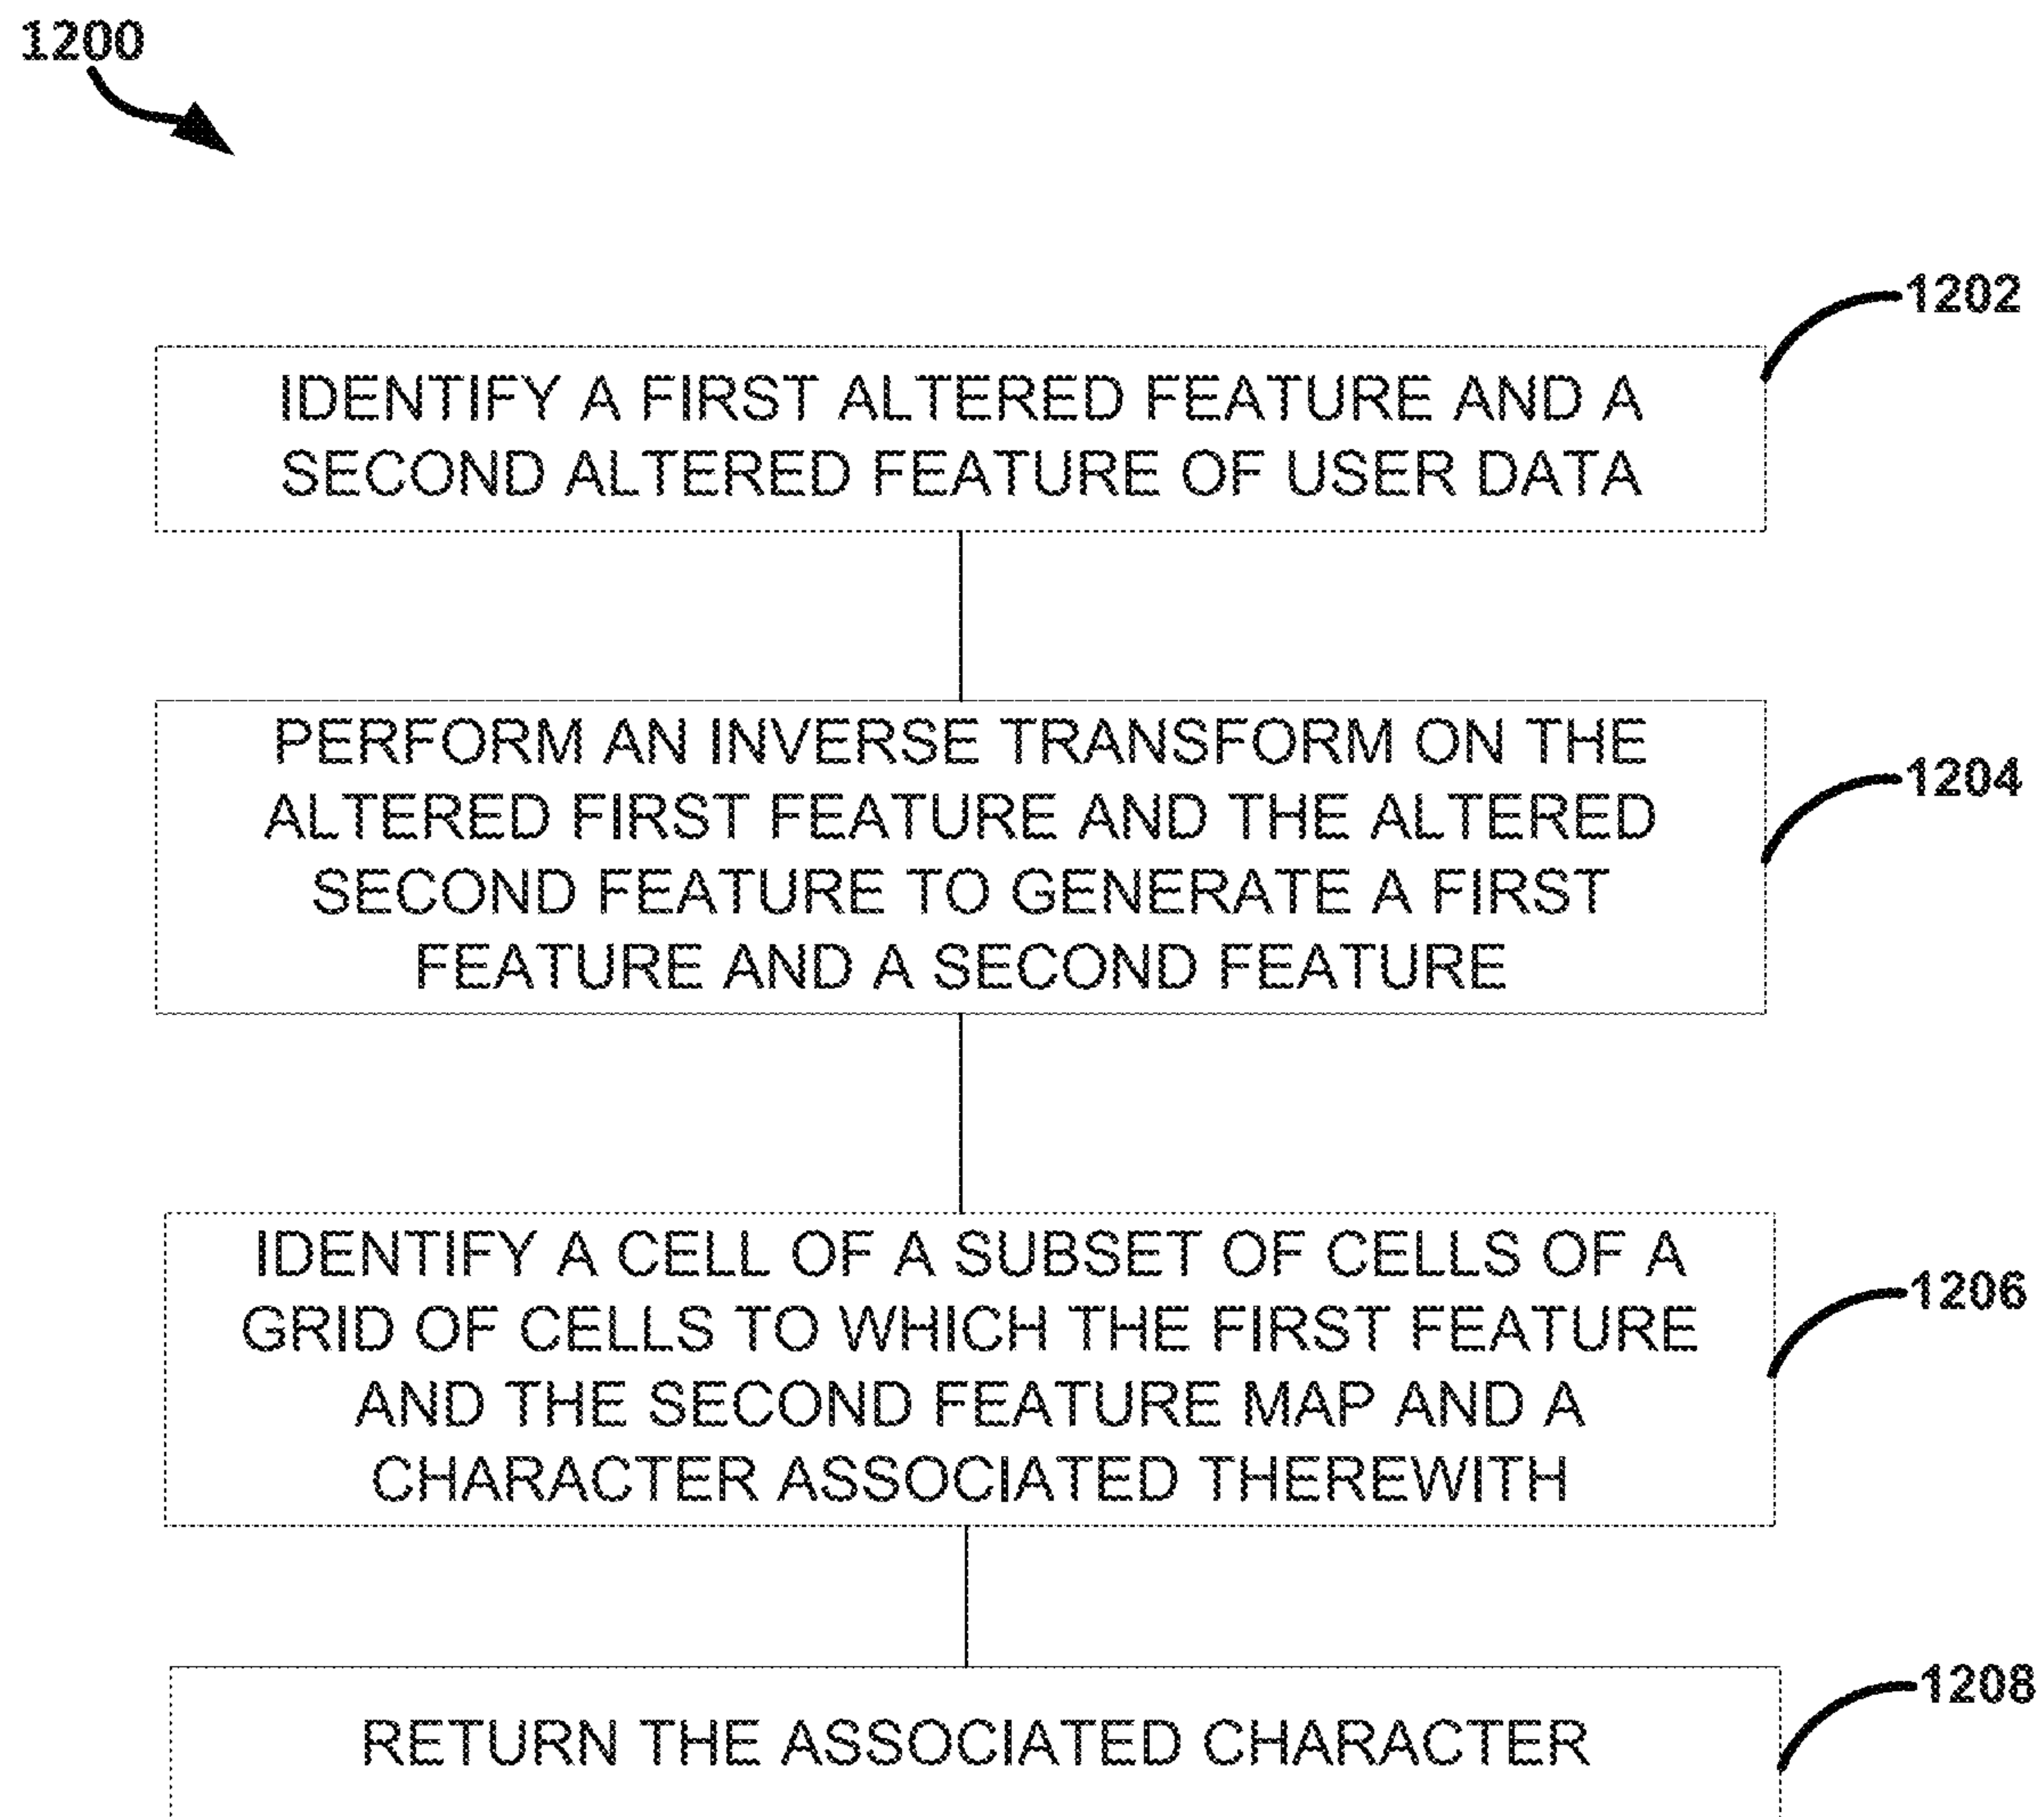 1200
1202
IDENTIFY A FIRST ALTERED FEATURE AND A
SECOND ALTERED FEATURE OF USER DATA
PERFORM AN INVERSE TRANSFORM ON THE
ALTERED FIRST FEATURE AND THE ALTERED
SECOND FEATURE TO GENERATE A FIRST
FEATURE AND A SECOND FEATURE
1204
IDENTIFY A CELL OF A SUBSET OF CELLS OF A
GRID OF CELLS TO WHICH THE FIRST FEATURE
AND THE SECOND FEATURE MAP AND A
CHARACTER ASSOCIATED THEREWITH
1206
RETURN THE ASSOCIATED CHARACTER
1208